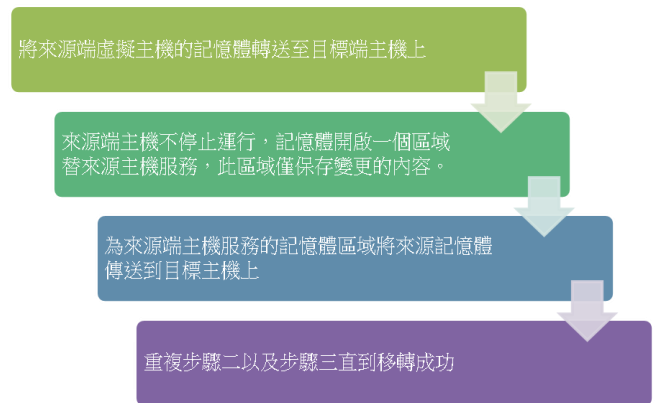 將來源端虛擬主機的記憶體轉送至目標端主機上
來源端主機不停止運行，記憶體開啟一個區域
替來源主機服務，此區域僅保存變更的內容。
為來源端主機服務的記憶體區域將來源記憶體
傳送到目標主機上
重複步驟二以及步驟三直到移轉成功